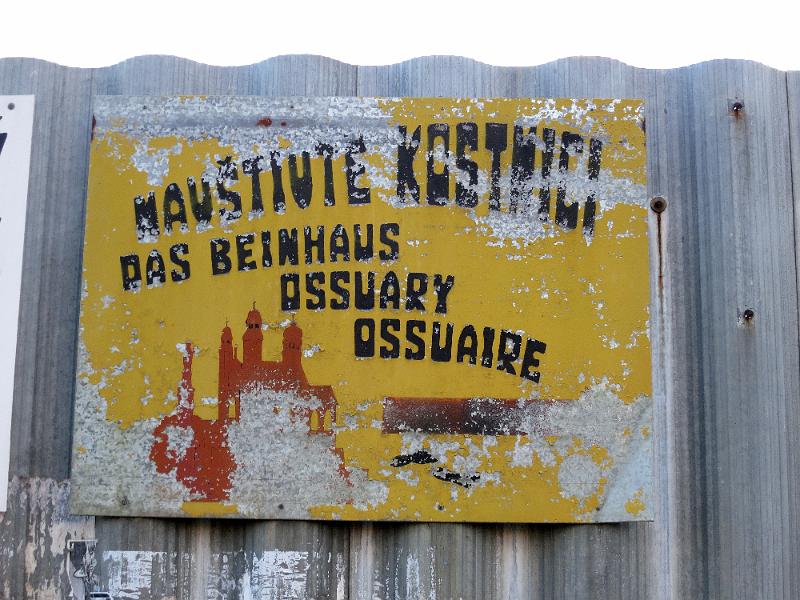 NAVŠTIVTE KOSTNICI
DAS BEINHAUS
OSSUARY
OSSUAIRE